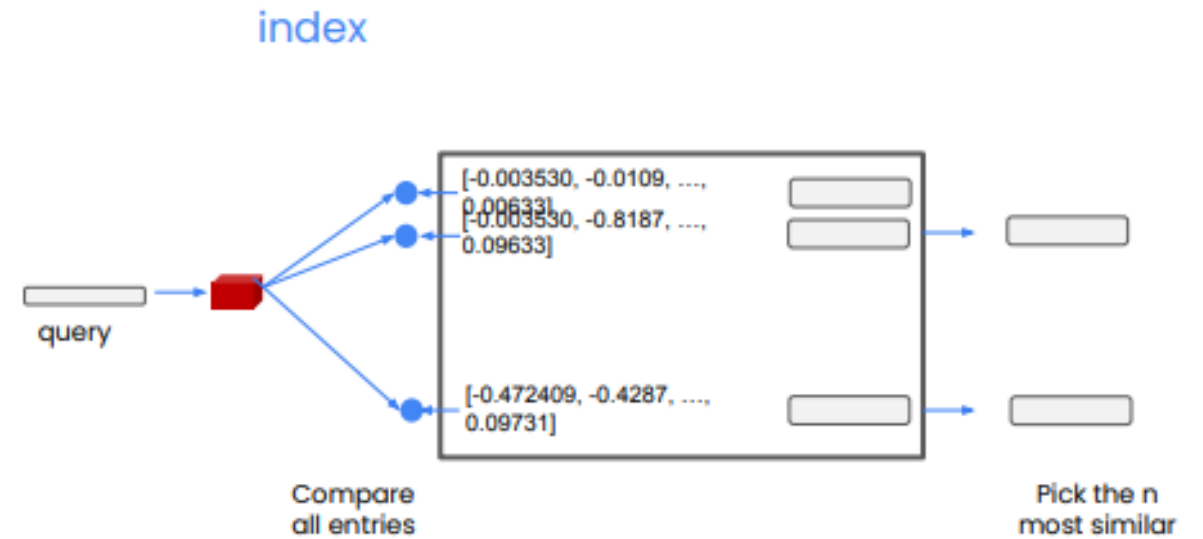 index
[-0.003530, -0.0109, ...,
0.00633]
[-0.003530, -0.8187, ...,
0.09633]
query
[-0.472409, -0.4287, ...,
0.09731]
Compare
all entries
Pick the n
most similar